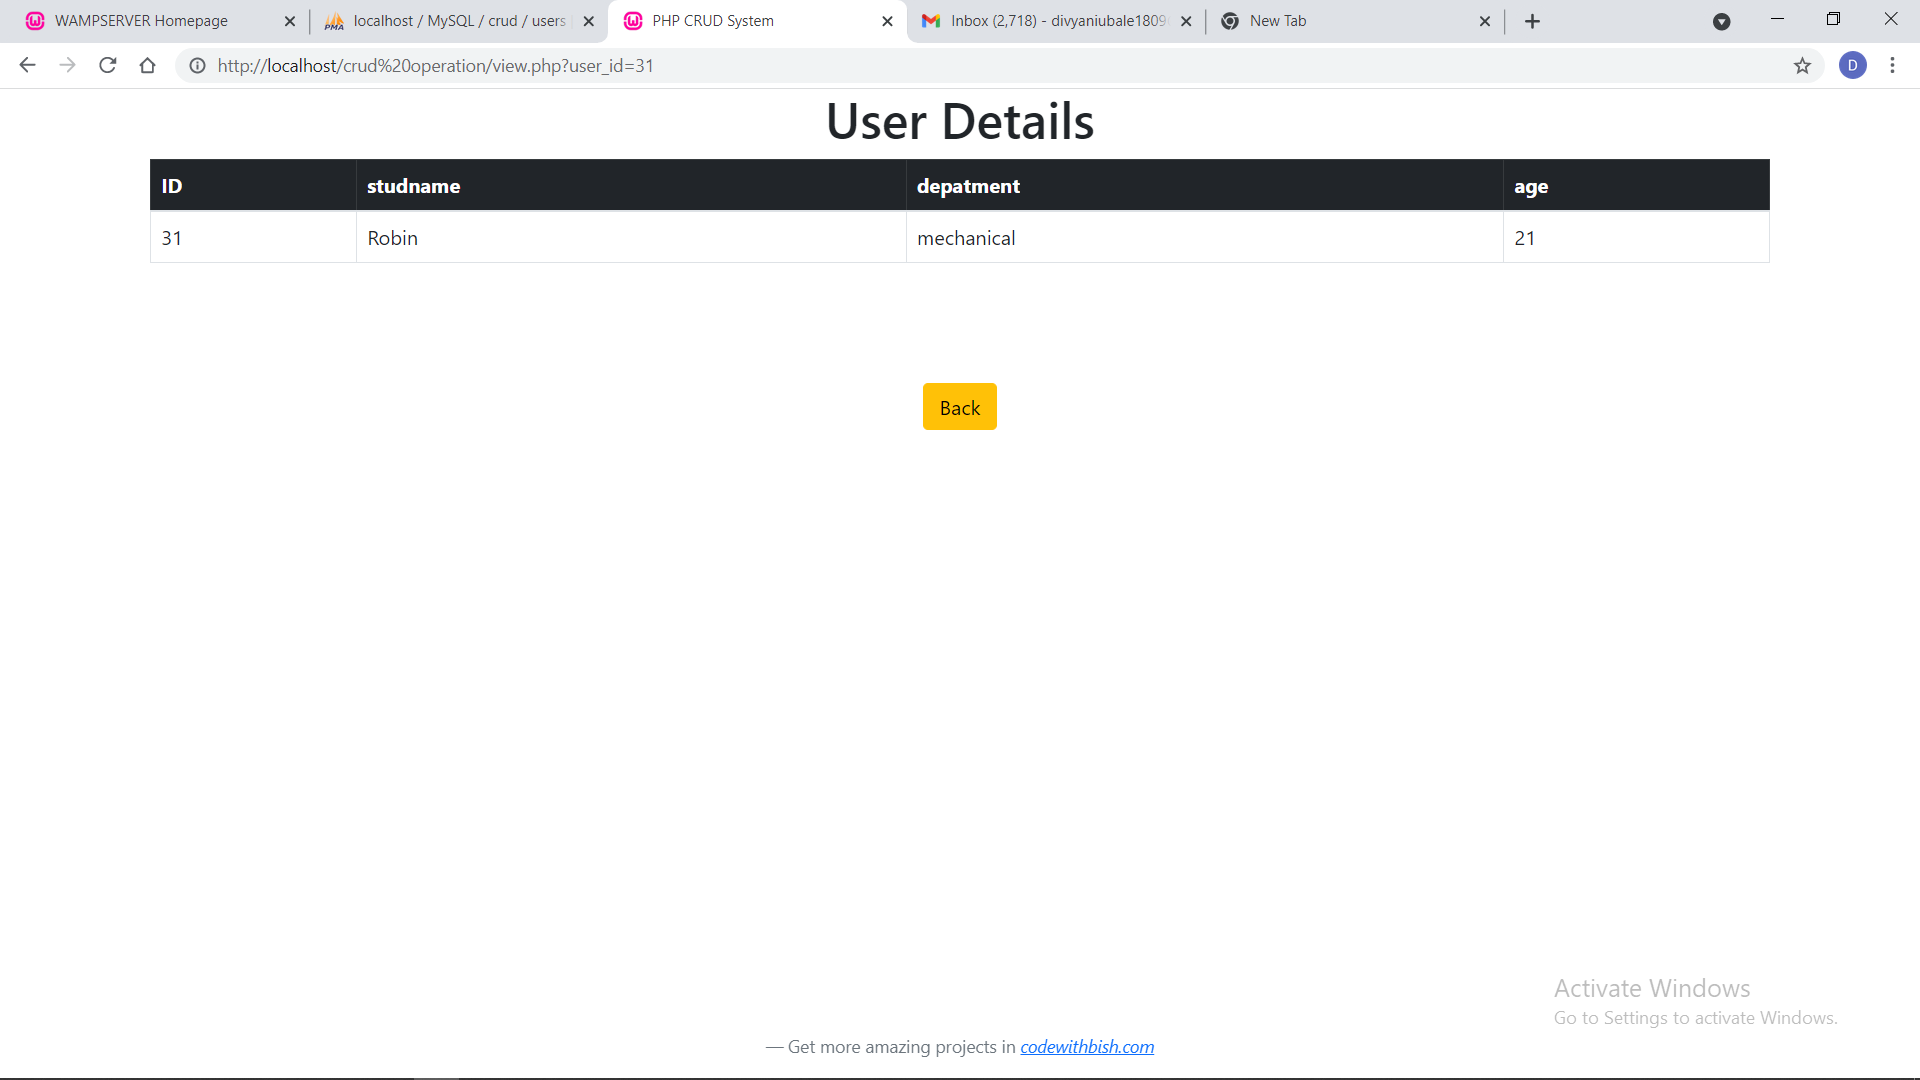 WAMPSERVER Homepage
localhost / MySQL / crud / users
PHP CRUD System
Inbox (2,718) - divyaniubale1809
New Tab
http://localhost/crud%20operation/view.php?user_id=31
D
User Details
ID studname depatment age
31 Robin mechanical 21
Back
Activate Windows
Go to Settings to activate Windows.
— Get more amazing projects in codewithbish.com